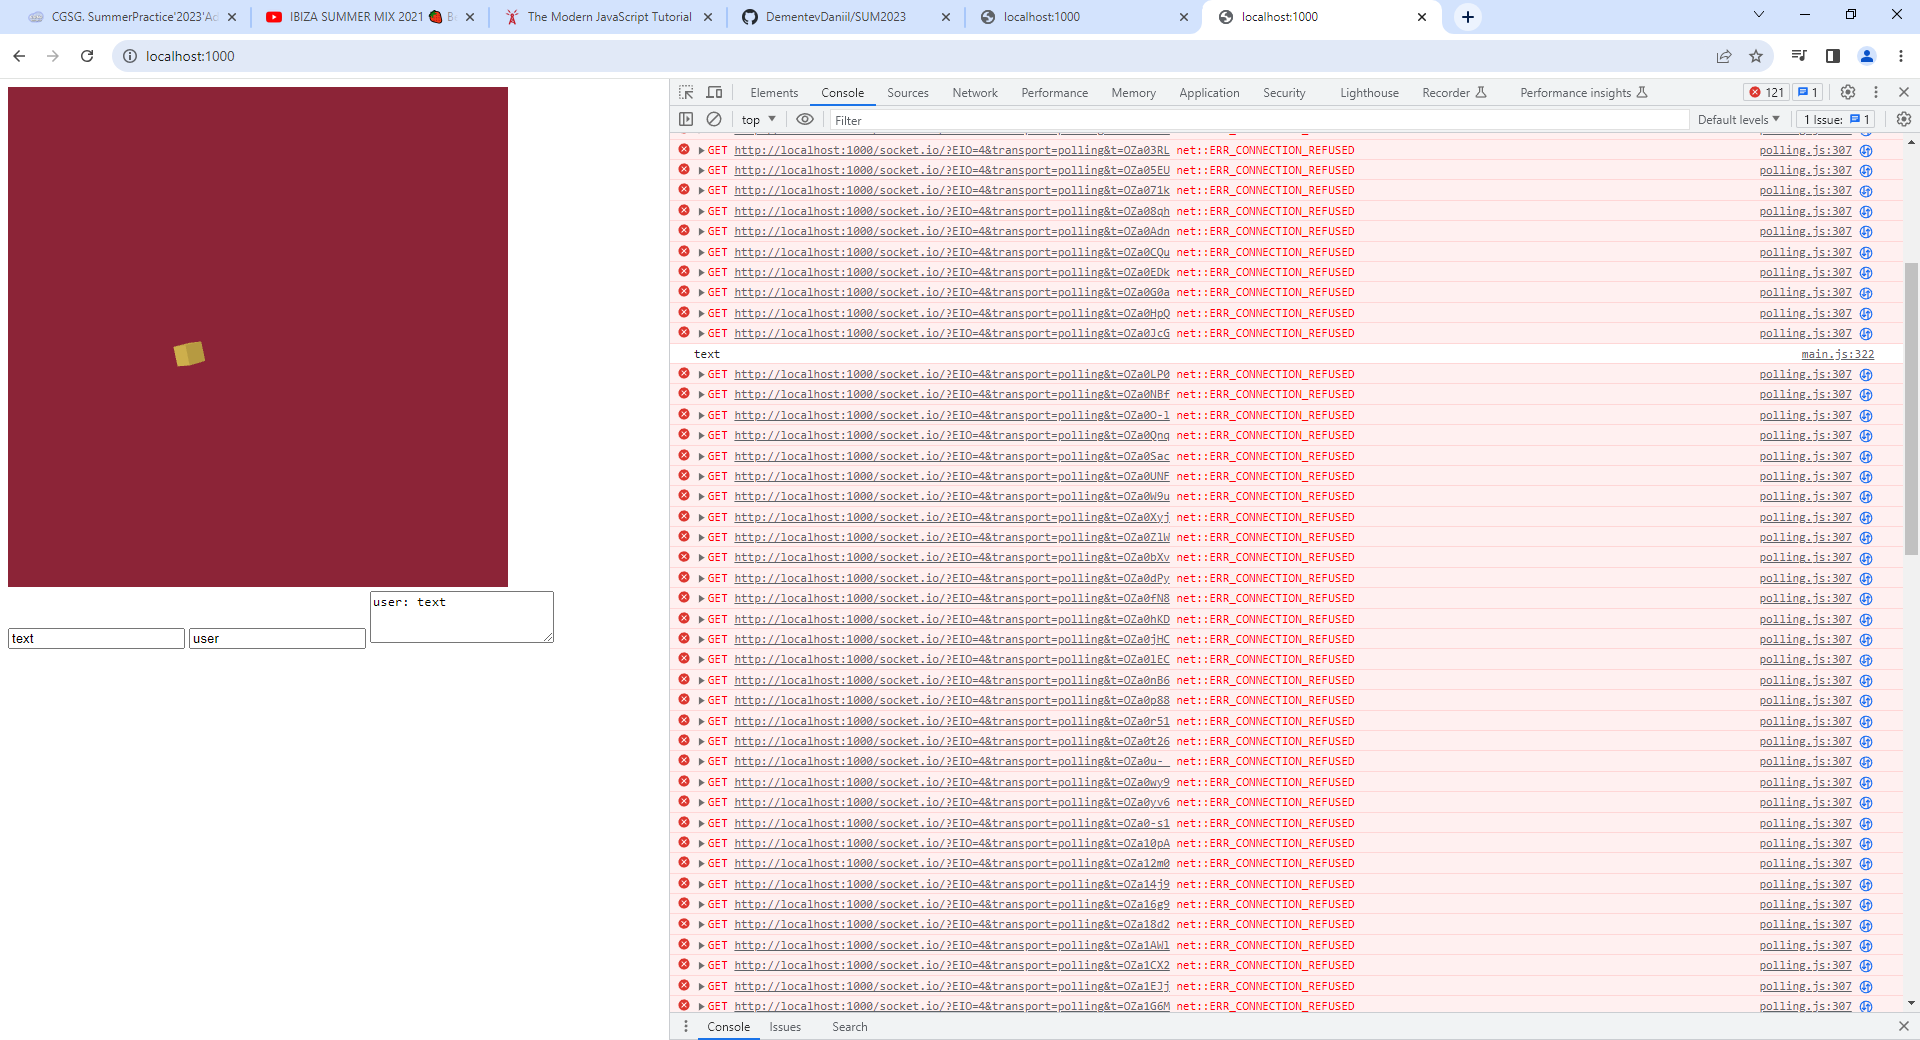 CGSG. SummerPractice'2023'Ad
IBIZA SUMMER MIX 2021 🍓 B
The Modern JavaScript Tutorial
DementevDaniil/SUM2023
localhost:1000
localhost:1000
localhost:1000
Elements Console Sources Network Performance Memory Application Security Lighthouse Recorder Performance insights 121 1
top Filter Default levels 1 Issue: 1
GET http://localhost:1000/socket.io/?EIO=4&transport=polling&t=OZa03RL net::ERR_CONNECTION_REFUSED polling.js:307
GET http://localhost:1000/socket.io/?EIO=4&transport=polling&t=OZa05EU net::ERR_CONNECTION_REFUSED polling.js:307
GET http://localhost:1000/socket.io/?EIO=4&transport=polling&t=OZa071k net::ERR_CONNECTION_REFUSED polling.js:307
GET http://localhost:1000/socket.io/?EIO=4&transport=polling&t=OZa08qh net::ERR_CONNECTION_REFUSED polling.js:307
GET http://localhost:1000/socket.io/?EIO=4&transport=polling&t=OZa0Adn net::ERR_CONNECTION_REFUSED polling.js:307
GET http://localhost:1000/socket.io/?EIO=4&transport=polling&t=OZa0CQu net::ERR_CONNECTION_REFUSED polling.js:307
GET http://localhost:1000/socket.io/?EIO=4&transport=polling&t=OZa0EDk net::ERR_CONNECTION_REFUSED polling.js:307
GET http://localhost:1000/socket.io/?EIO=4&transport=polling&t=OZa0G0a net::ERR_CONNECTION_REFUSED polling.js:307
GET http://localhost:1000/socket.io/?EIO=4&transport=polling&t=OZa0HpQ net::ERR_CONNECTION_REFUSED polling.js:307
GET http://localhost:1000/socket.io/?EIO=4&transport=polling&t=OZa0JcG net::ERR_CONNECTION_REFUSED polling.js:307
text main.js:322
GET http://localhost:1000/socket.io/?EIO=4&transport=polling&t=OZa0LP0 net::ERR_CONNECTION_REFUSED polling.js:307
GET http://localhost:1000/socket.io/?EIO=4&transport=polling&t=OZa0NBf net::ERR_CONNECTION_REFUSED polling.js:307
GET http://localhost:1000/socket.io/?EIO=4&transport=polling&t=OZa0O-l net::ERR_CONNECTION_REFUSED polling.js:307
GET http://localhost:1000/socket.io/?EIO=4&transport=polling&t=OZa0Qnq net::ERR_CONNECTION_REFUSED polling.js:307
GET http://localhost:1000/socket.io/?EIO=4&transport=polling&t=OZa0Sac net::ERR_CONNECTION_REFUSED polling.js:307
GET http://localhost:1000/socket.io/?EIO=4&transport=polling&t=OZa0UNF net::ERR_CONNECTION_REFUSED polling.js:307
GET http://localhost:1000/socket.io/?EIO=4&transport=polling&t=OZa0W9u net::ERR_CONNECTION_REFUSED polling.js:307
GET http://localhost:1000/socket.io/?EIO=4&transport=polling&t=OZa0Xyj net::ERR_CONNECTION_REFUSED polling.js:307
GET http://localhost:1000/socket.io/?EIO=4&transport=polling&t=OZa0ZlW net::ERR_CONNECTION_REFUSED polling.js:307
GET http://localhost:1000/socket.io/?EIO=4&transport=polling&t=OZa0bXv net::ERR_CONNECTION_REFUSED polling.js:307
GET http://localhost:1000/socket.io/?EIO=4&transport=polling&t=OZa0dPy net::ERR_CONNECTION_REFUSED polling.js:307
GET http://localhost:1000/socket.io/?EIO=4&transport=polling&t=OZa0fN8 net::ERR_CONNECTION_REFUSED polling.js:307
GET http://localhost:1000/socket.io/?EIO=4&transport=polling&t=OZa0hKD net::ERR_CONNECTION_REFUSED polling.js:307
GET http://localhost:1000/socket.io/?EIO=4&transport=polling&t=OZa0jHC net::ERR_CONNECTION_REFUSED polling.js:307
GET http://localhost:1000/socket.io/?EIO=4&transport=polling&t=OZa0lEC net::ERR_CONNECTION_REFUSED polling.js:307
GET http://localhost:1000/socket.io/?EIO=4&transport=polling&t=OZa0nB6 net::ERR_CONNECTION_REFUSED polling.js:307
GET http://localhost:1000/socket.io/?EIO=4&transport=polling&t=OZa0p88 net::ERR_CONNECTION_REFUSED polling.js:307
GET http://localhost:1000/socket.io/?EIO=4&transport=polling&t=OZa0r51 net::ERR_CONNECTION_REFUSED polling.js:307
GET http://localhost:1000/socket.io/?EIO=4&transport=polling&t=OZa0t26 net::ERR_CONNECTION_REFUSED polling.js:307
GET http://localhost:1000/socket.io/?EIO=4&transport=polling&t=OZa0u-_ net::ERR_CONNECTION_REFUSED polling.js:307
GET http://localhost:1000/socket.io/?EIO=4&transport=polling&t=OZa0wy9 net::ERR_CONNECTION_REFUSED polling.js:307
GET http://localhost:1000/socket.io/?EIO=4&transport=polling&t=OZa0yv6 net::ERR_CONNECTION_REFUSED polling.js:307
GET http://localhost:1000/socket.io/?EIO=4&transport=polling&t=OZa0-s1 net::ERR_CONNECTION_REFUSED polling.js:307
GET http://localhost:1000/socket.io/?EIO=4&transport=polling&t=OZa10pA net::ERR_CONNECTION_REFUSED polling.js:307
GET http://localhost:1000/socket.io/?EIO=4&transport=polling&t=OZa12m0 net::ERR_CONNECTION_REFUSED polling.js:307
GET http://localhost:1000/socket.io/?EIO=4&transport=polling&t=OZa14j9 net::ERR_CONNECTION_REFUSED polling.js:307
GET http://localhost:1000/socket.io/?EIO=4&transport=polling&t=OZa16g9 net::ERR_CONNECTION_REFUSED polling.js:307
GET http://localhost:1000/socket.io/?EIO=4&transport=polling&t=OZa18d2 net::ERR_CONNECTION_REFUSED polling.js:307
GET http://localhost:1000/socket.io/?EIO=4&transport=polling&t=OZa1AWl net::ERR_CONNECTION_REFUSED polling.js:307
GET http://localhost:1000/socket.io/?EIO=4&transport=polling&t=OZa1CX2 net::ERR_CONNECTION_REFUSED polling.js:307
GET http://localhost:1000/socket.io/?EIO=4&transport=polling&t=OZa1EJj net::ERR_CONNECTION_REFUSED polling.js:307
GET http://localhost:1000/socket.io/?EIO=4&transport=polling&t=OZa1G6M net::ERR_CONNECTION_REFUSED polling.js:307
user: text
text
user
Console Issues Search